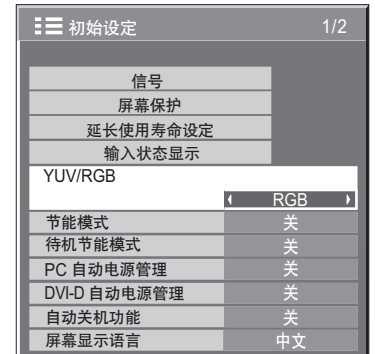 初始设定 1/2
信号
屏幕保护
延长使用寿命设定
输入状态显示
YUV/RGB
RGB
节能模式 关
待机节能模式 关
PC 自动电源管理 关
DVI-D 自动电源管理 关
自动关机功能 关
屏幕显示语言 中文